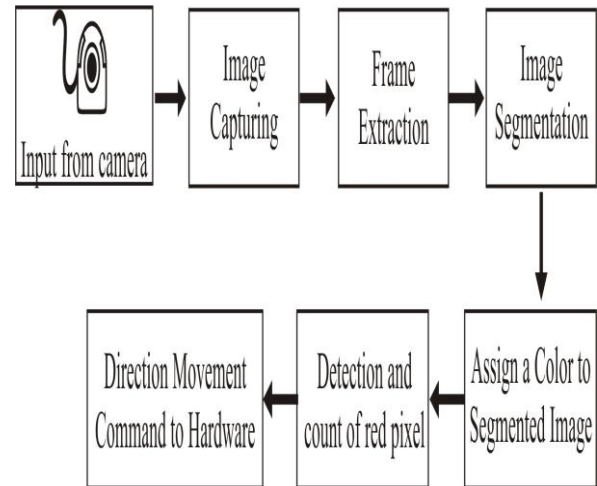 Input from camera
Image
Capturing
Frame
Extraction
Image
Segmentation
Assign a Color to
Segmented Image
Detection and
count of red pixel
Direction Movement
Command to Hardware